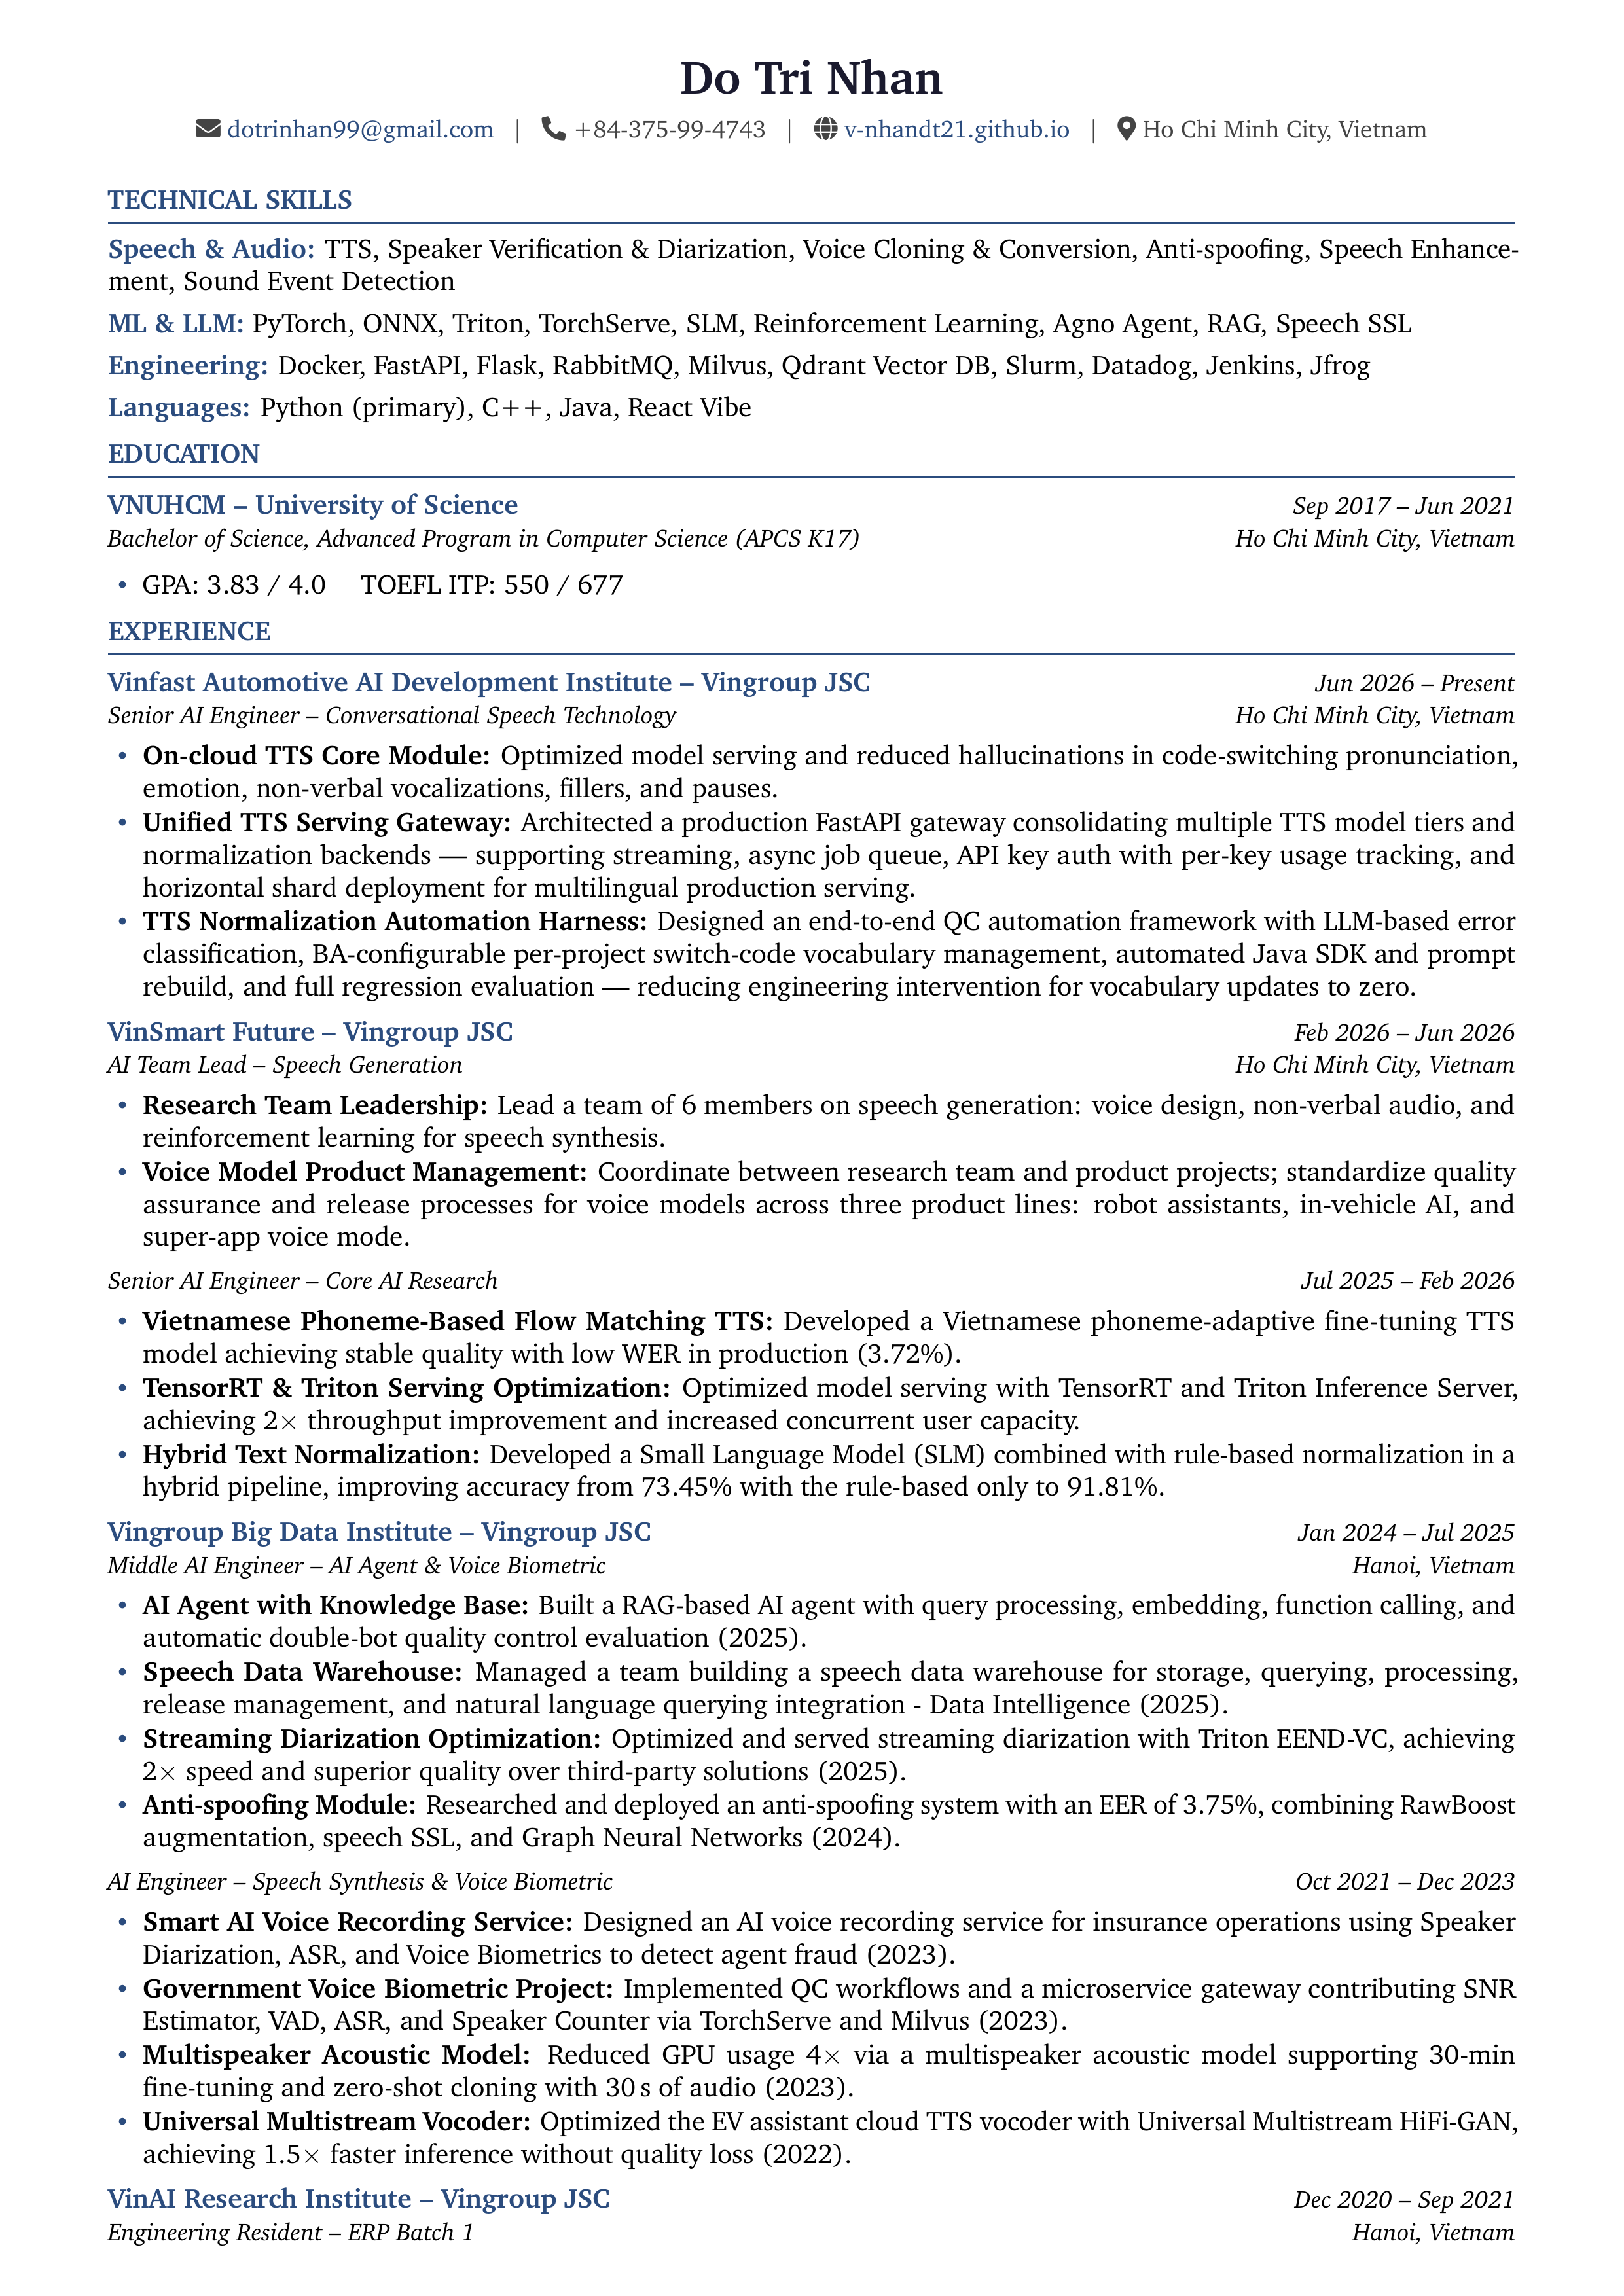 Do Tri Nhan
dotrinhan99@gmail.com | +84-375-99-4743 | v-nhandt21.github.io | Ho Chi Minh City, Vietnam
TECHNICAL SKILLS
Speech & Audio: TTS, Speaker Verification & Diarization, Voice Cloning & Conversion, Anti-spoofing, Speech Enhance-
ment, Sound Event Detection
ML & LLM: PyTorch, ONNX, Triton, TorchServe, SLM, Reinforcement Learning, Agno Agent, RAG, Speech SSL
Engineering: Docker, FastAPI, Flask, RabbitMQ, Milvus, Qdrant Vector DB, Slurm, Datadog, Jenkins, Jfrog
Languages: Python (primary), C++, Java, React Vibe
EDUCATION
VNUHCM – University of Science Sep 2017 – Jun 2021
Bachelor of Science, Advanced Program in Computer Science (APCS K17) Ho Chi Minh City, Vietnam
• GPA: 3.83 / 4.0 TOEFL ITP: 550 / 677
EXPERIENCE
Vinfast Automotive AI Development Institute – Vingroup JSC Jun 2026 – Present
Senior AI Engineer – Conversational Speech Technology Ho Chi Minh City, Vietnam
• On-cloud TTS Core Module: Optimized model serving and reduced hallucinations in code-switching pronunciation,
emotion, non-verbal vocalizations, fillers, and pauses.
• Unified TTS Serving Gateway: Architected a production FastAPI gateway consolidating multiple TTS model tiers and
normalization backends — supporting streaming, async job queue, API key auth with per-key usage tracking, and
horizontal shard deployment for multilingual production serving.
• TTS Normalization Automation Harness: Designed an end-to-end QC automation framework with LLM-based error
classification, BA-configurable per-project switch-code vocabulary management, automated Java SDK and prompt
rebuild, and full regression evaluation — reducing engineering intervention for vocabulary updates to zero.
VinSmart Future – Vingroup JSC Feb 2026 – Jun 2026
AI Team Lead – Speech Generation Ho Chi Minh City, Vietnam
• Research Team Leadership: Lead a team of 6 members on speech generation: voice design, non-verbal audio, and
reinforcement learning for speech synthesis.
• Voice Model Product Management: Coordinate between research team and product projects; standardize quality
assurance and release processes for voice models across three product lines: robot assistants, in-vehicle AI, and
super-app voice mode.
Senior AI Engineer – Core AI Research Jul 2025 – Feb 2026
• Vietnamese Phoneme-Based Flow Matching TTS: Developed a Vietnamese phoneme-adaptive fine-tuning TTS
model achieving stable quality with low WER in production (3.72%).
• TensorRT & Triton Serving Optimization: Optimized model serving with TensorRT and Triton Inference Server,
achieving 2× throughput improvement and increased concurrent user capacity.
• Hybrid Text Normalization: Developed a Small Language Model (SLM) combined with rule-based normalization in a
hybrid pipeline, improving accuracy from 73.45% with the rule-based only to 91.81%.
Vingroup Big Data Institute – Vingroup JSC Jan 2024 – Jul 2025
Middle AI Engineer – AI Agent & Voice Biometric Hanoi, Vietnam
• AI Agent with Knowledge Base: Built a RAG-based AI agent with query processing, embedding, function calling, and
automatic double-bot quality control evaluation (2025).
• Speech Data Warehouse: Managed a team building a speech data warehouse for storage, querying, processing,
release management, and natural language querying integration - Data Intelligence (2025).
• Streaming Diarization Optimization: Optimized and served streaming diarization with Triton EEND-VC, achieving
2× speed and superior quality over third-party solutions (2025).
• Anti-spoofing Module: Researched and deployed an anti-spoofing system with an EER of 3.75%, combining RawBoost
augmentation, speech SSL, and Graph Neural Networks (2024).
AI Engineer – Speech Synthesis & Voice Biometric Oct 2021 – Dec 2023
• Smart AI Voice Recording Service: Designed an AI voice recording service for insurance operations using Speaker
Diarization, ASR, and Voice Biometrics to detect agent fraud (2023).
• Government Voice Biometric Project: Implemented QC workflows and a microservice gateway contributing SNR
Estimator, VAD, ASR, and Speaker Counter via TorchServe and Milvus (2023).
• Multispeaker Acoustic Model: Reduced GPU usage 4× via a multispeaker acoustic model supporting 30-min
fine-tuning and zero-shot cloning with 30 s of audio (2023).
• Universal Multistream Vocoder: Optimized the EV assistant cloud TTS vocoder with Universal Multistream HiFi-GAN,
achieving 1.5× faster inference without quality loss (2022).
VinAI Research Institute – Vingroup JSC Dec 2020 – Sep 2021
Engineering Resident – ERP Batch 1 Hanoi, Vietnam